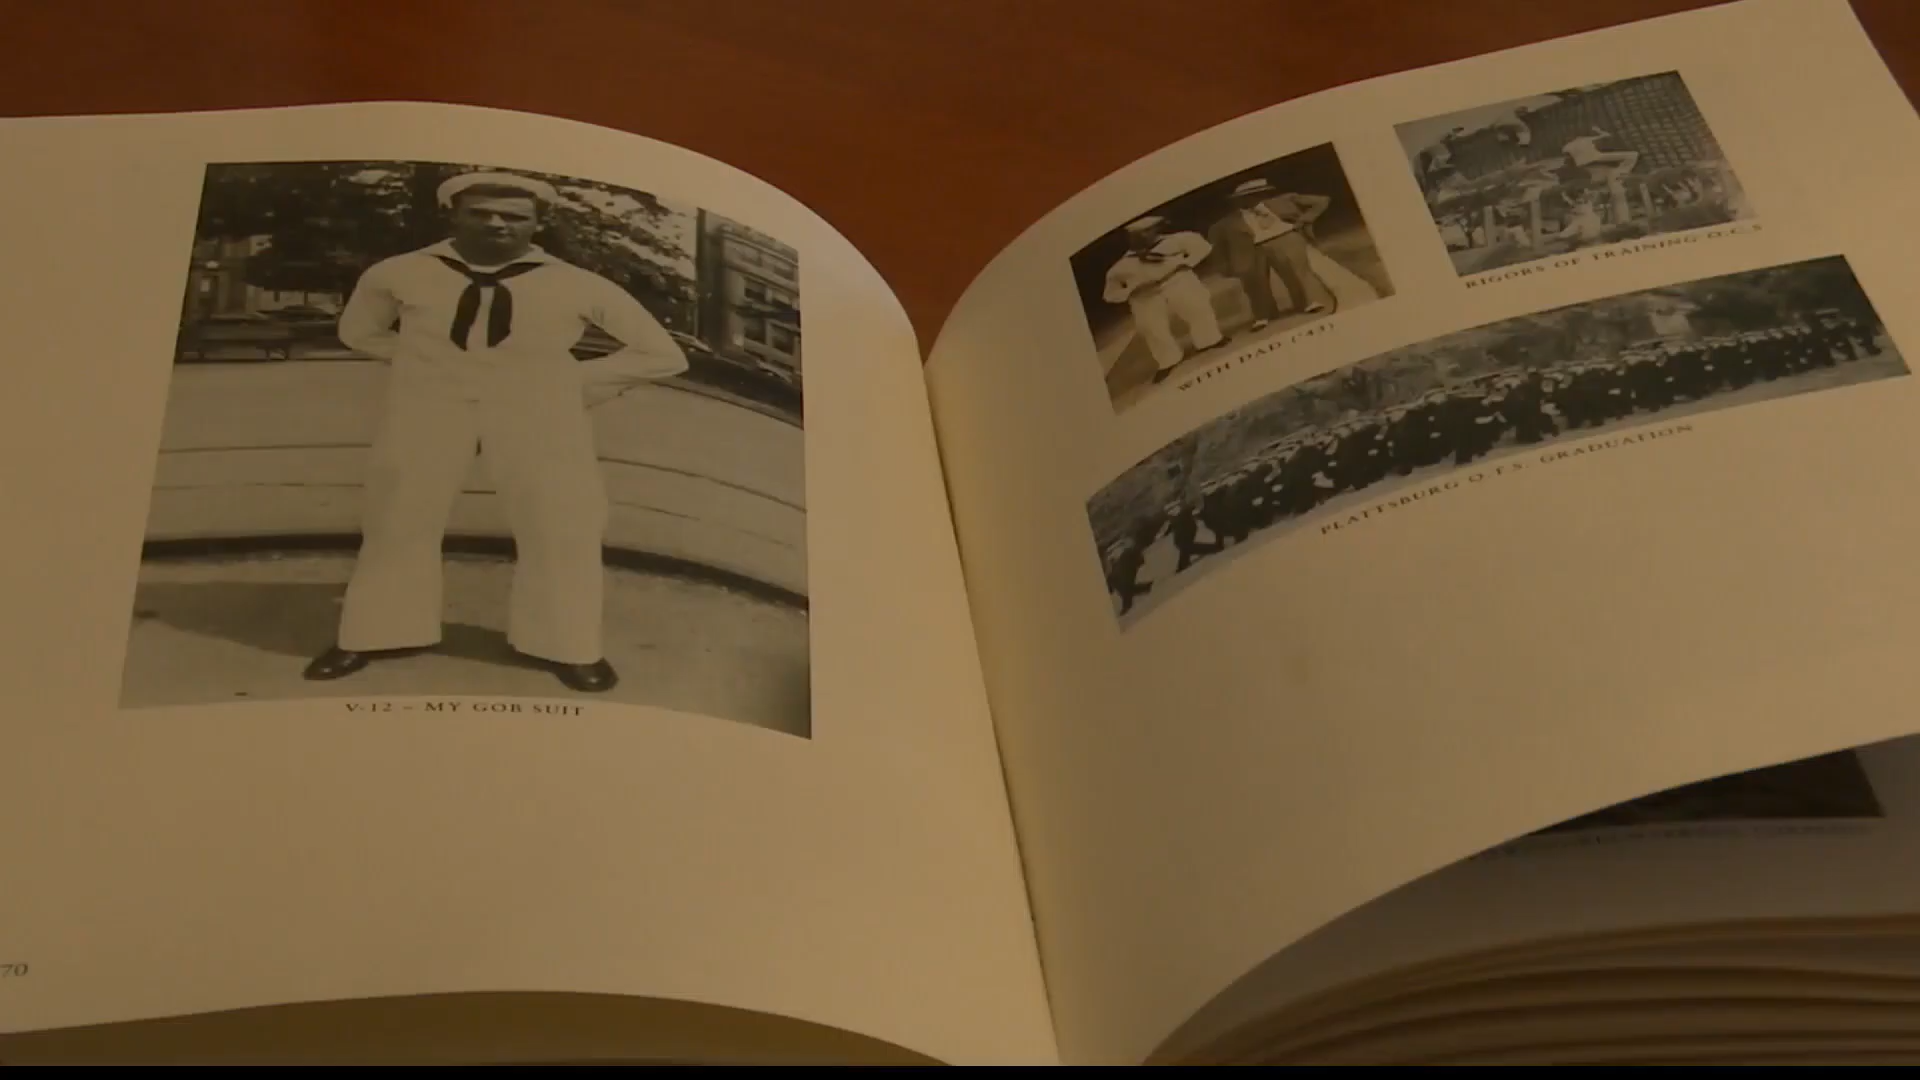 V-12 – MY GOB SUIT
70
WITH DAD ('43)
RIGORS OF TRAINING O.C.S
PLATTSBURG O.T.S. GRADUATION